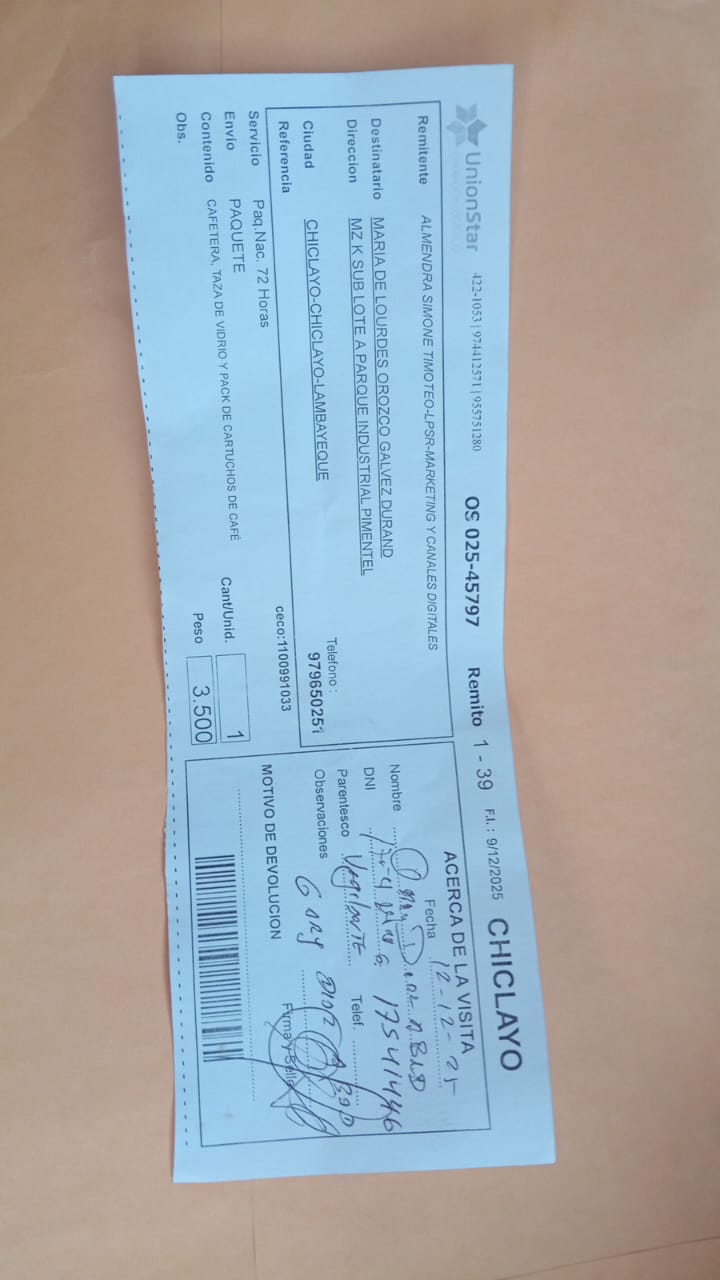 UnionStar 422-1053 | 974412571 | 955751280 OS 025-45797 Remito 1 - 39 F.I.: 9/12/2025 CHICLAYO
Remitente ALMENDRA SIMONE TIMOTEO-LPSR-MARKETING Y CANALES DIGITALES
Destinatario MARIA DE LOURDES OROZCO GALVEZ DURAND
Direccion MZ K SUB LOTE A PARQUE INDUSTRIAL PIMENTEL
Telefono :
Ciudad CHICLAYO-CHICLAYO-LAMBAYEQUE 979650251
Referencia
ceco:1100991033
Servicio Paq.Nac. 72 Horas
Envio PAQUETE Cant/Unid. 1
Contenido CAFETERA, TAZA DE VIDRIO Y PACK DE CARTUCHOS DE CAFÉ
Peso 3.500
Obs.
ACERCA DE LA VISITA
Fecha 12-12-25
Nombre
DNI 17541446
Parentesco Vigilante Telef.
Observaciones GARY DIAZ
Firma Y Sello
MOTIVO DE DEVOLUCION